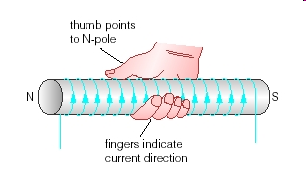 thumb points
to N-pole
N
S
fingers indicate
current direction